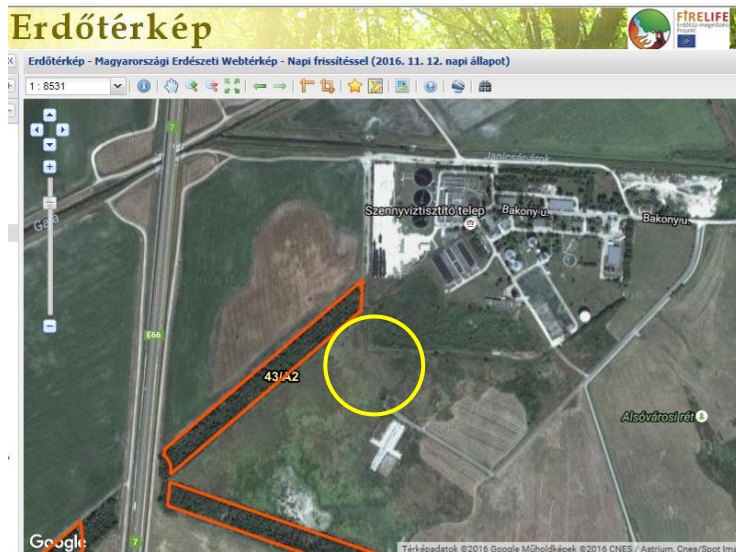 Erdőtérkép
FIRELIFE
Erdőtűz-megelőzési
Projekt
Erdőtérkép - Magyarországi Erdészeti Webtérkép - Napi frissítéssel (2016. 11. 12. napi állapot)
1 : 8531
7
Jancsárárok
Gaja
Szennyvíztisztító telep
Bakony u.
Bakony u.
E66
43/A2
Alsóvárosi rét
Google
7
Térképadatok ©2016 Google Műholdképek ©2016 CNES / Astrium, Cnes/Spot Ima